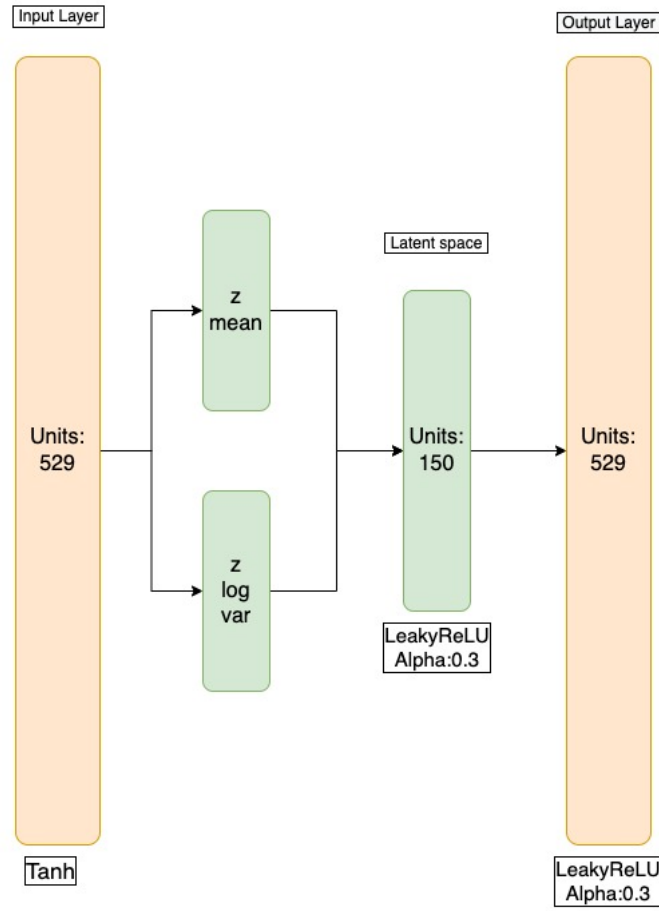 Input Layer
Output Layer
z
mean
Latent space
Units:
529
Units:
150
Units:
529
z
log
var
LeakyReLU
Alpha:0.3
Tanh
LeakyReLU
Alpha:0.3